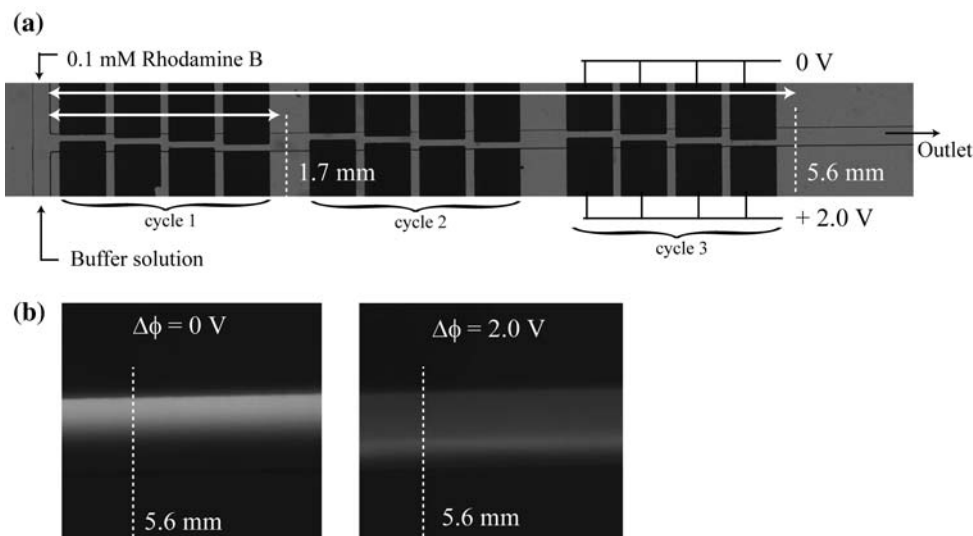 (a)
0.1 mM Rhodamine B
0 V
1.7 mm
5.6 mm
Outlet
cycle 1
cycle 2
cycle 3
+ 2.0 V
Buffer solution
(b)
Δϕ = 0 V
Δϕ = 2.0 V
5.6 mm
5.6 mm